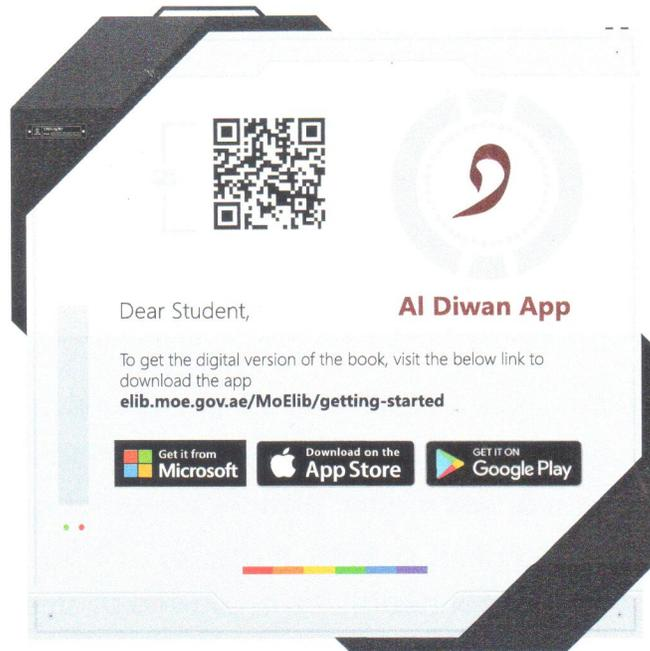 Al Diwan App
Dear Student,
To get the digital version of the book, visit the below link to
download the app
elib.moe.gov.ae/MoElib/getting-started
Get it from
Microsoft
Download on the
App Store
GET IT ON
Google Play